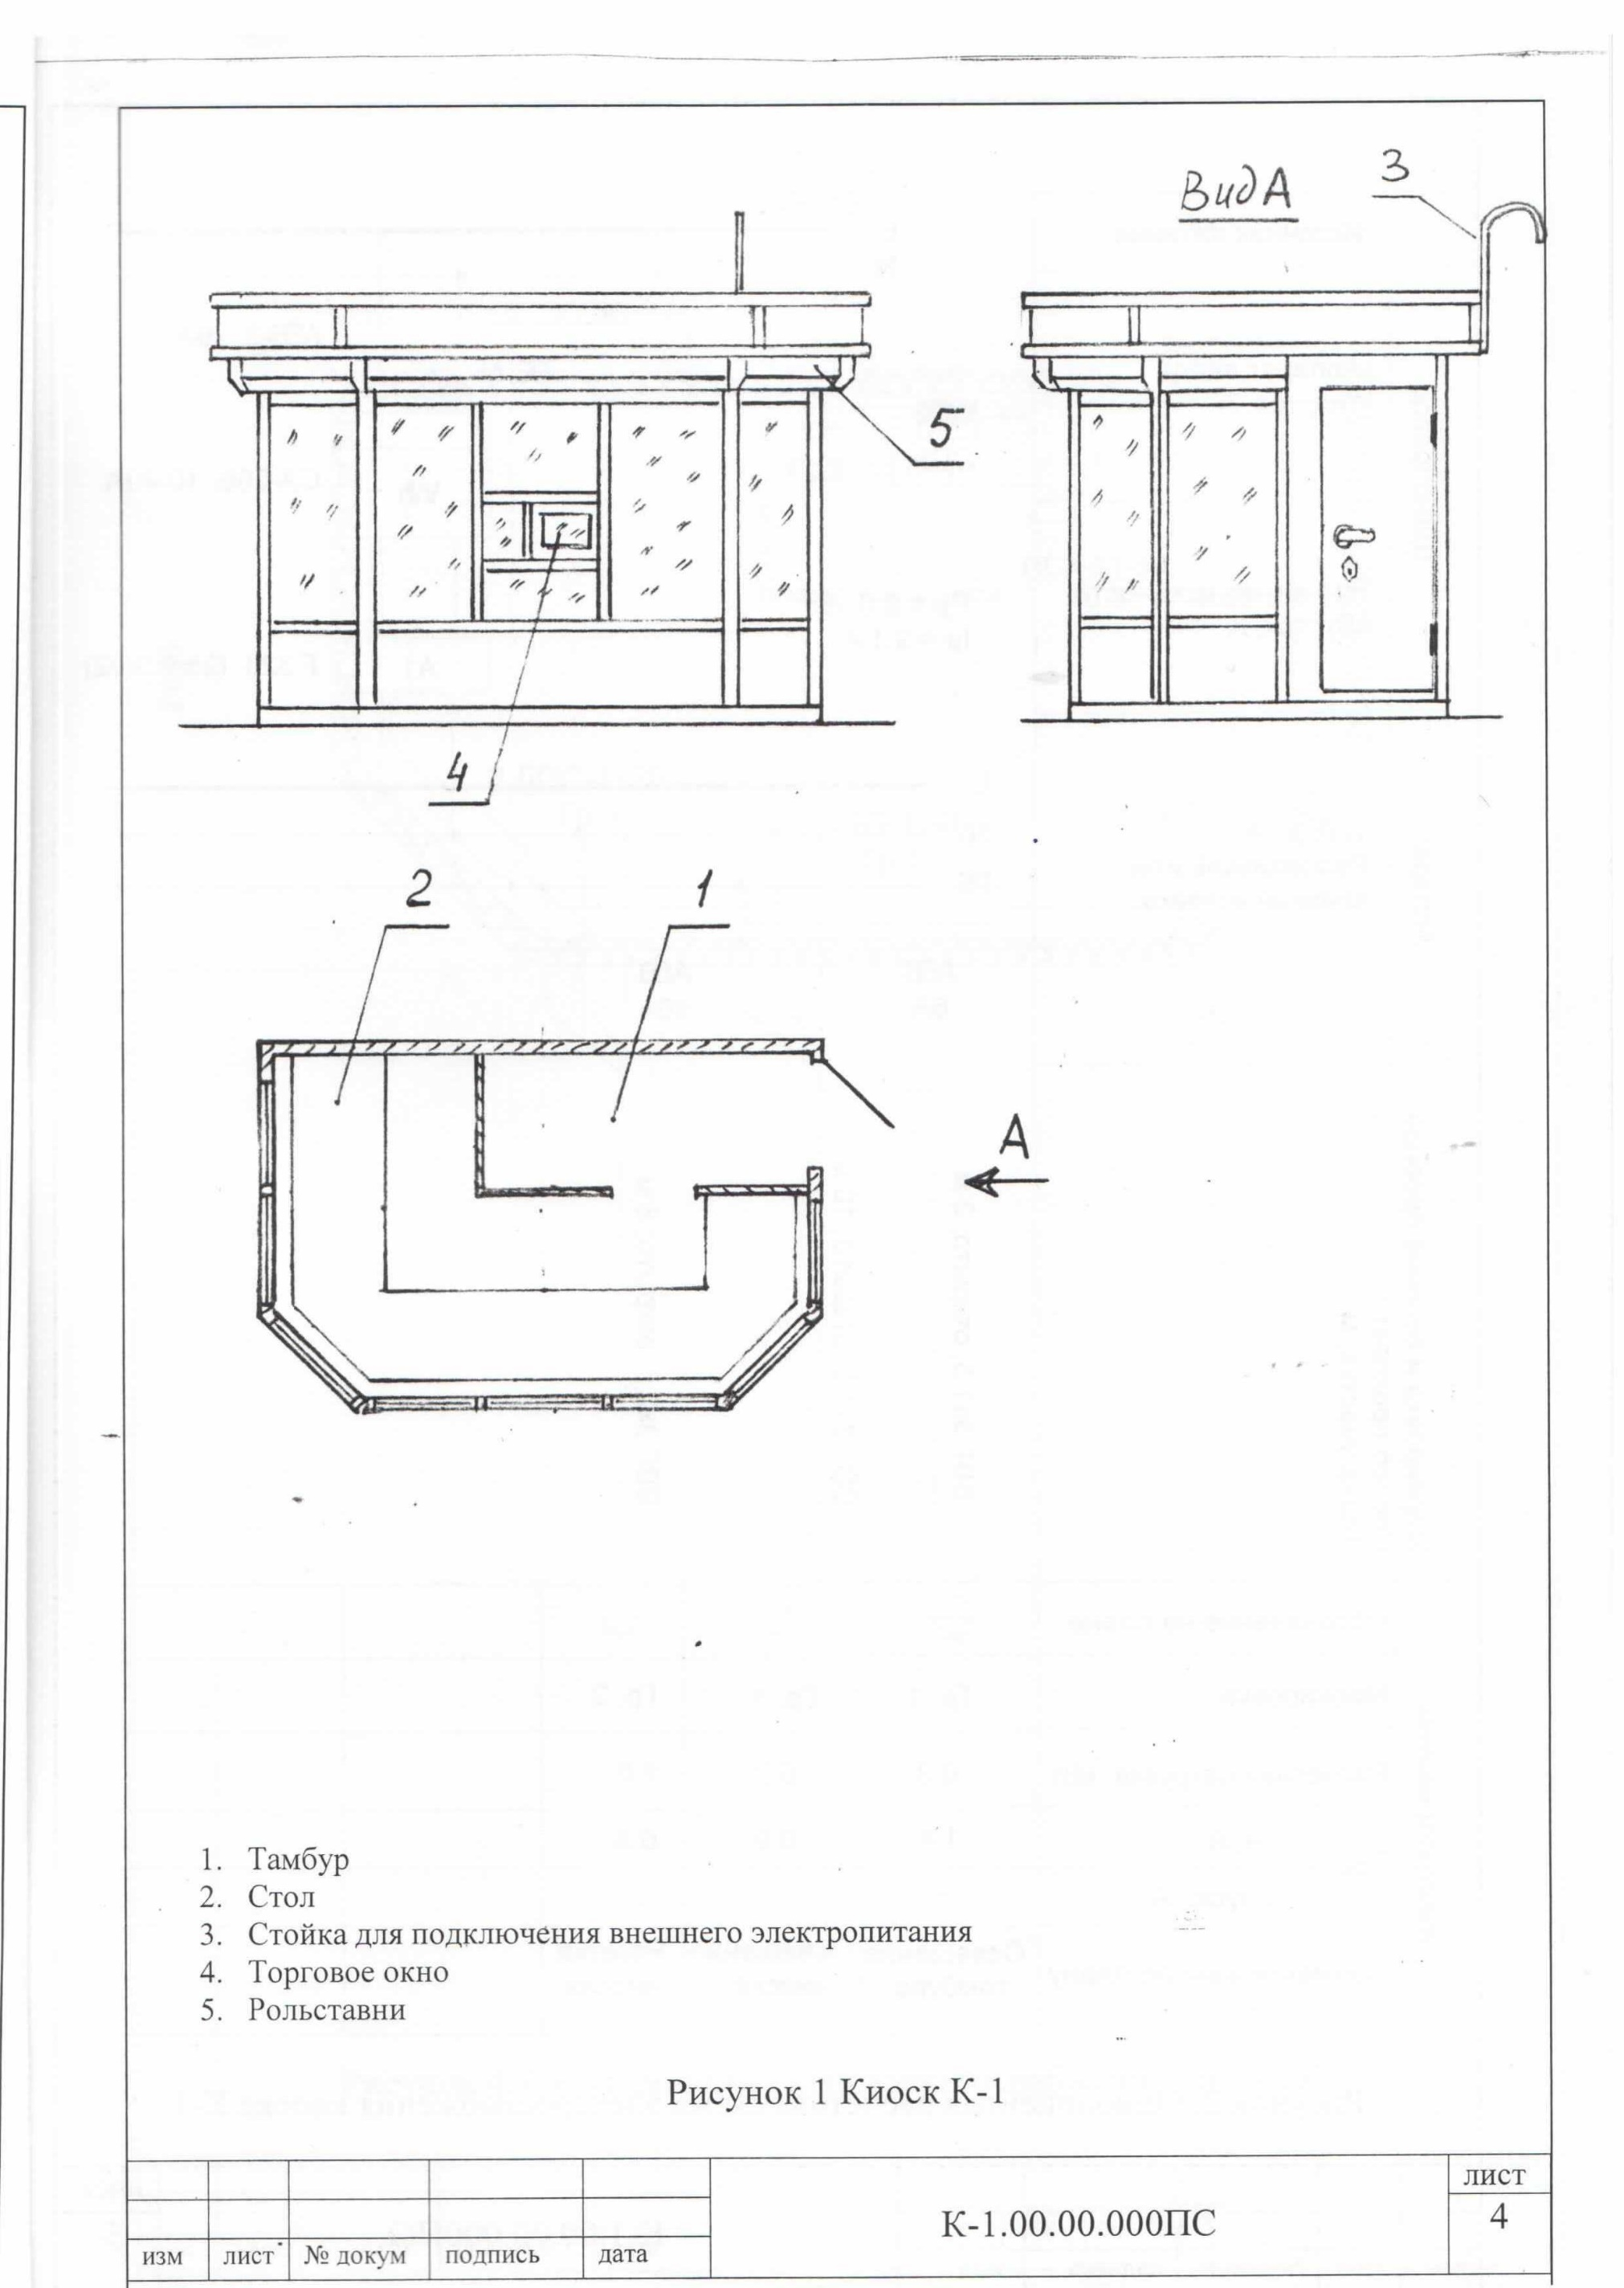 Вид А
3
5
4
2
1
А
1. Тамбур
2. Стол
3. Стойка для подключения внешнего электропитания
4. Торговое окно
5. Рольставни
Рисунок 1 Киоск К-1
К-1.00.00.000ПС
лист
4
изм лист № докум подпись дата